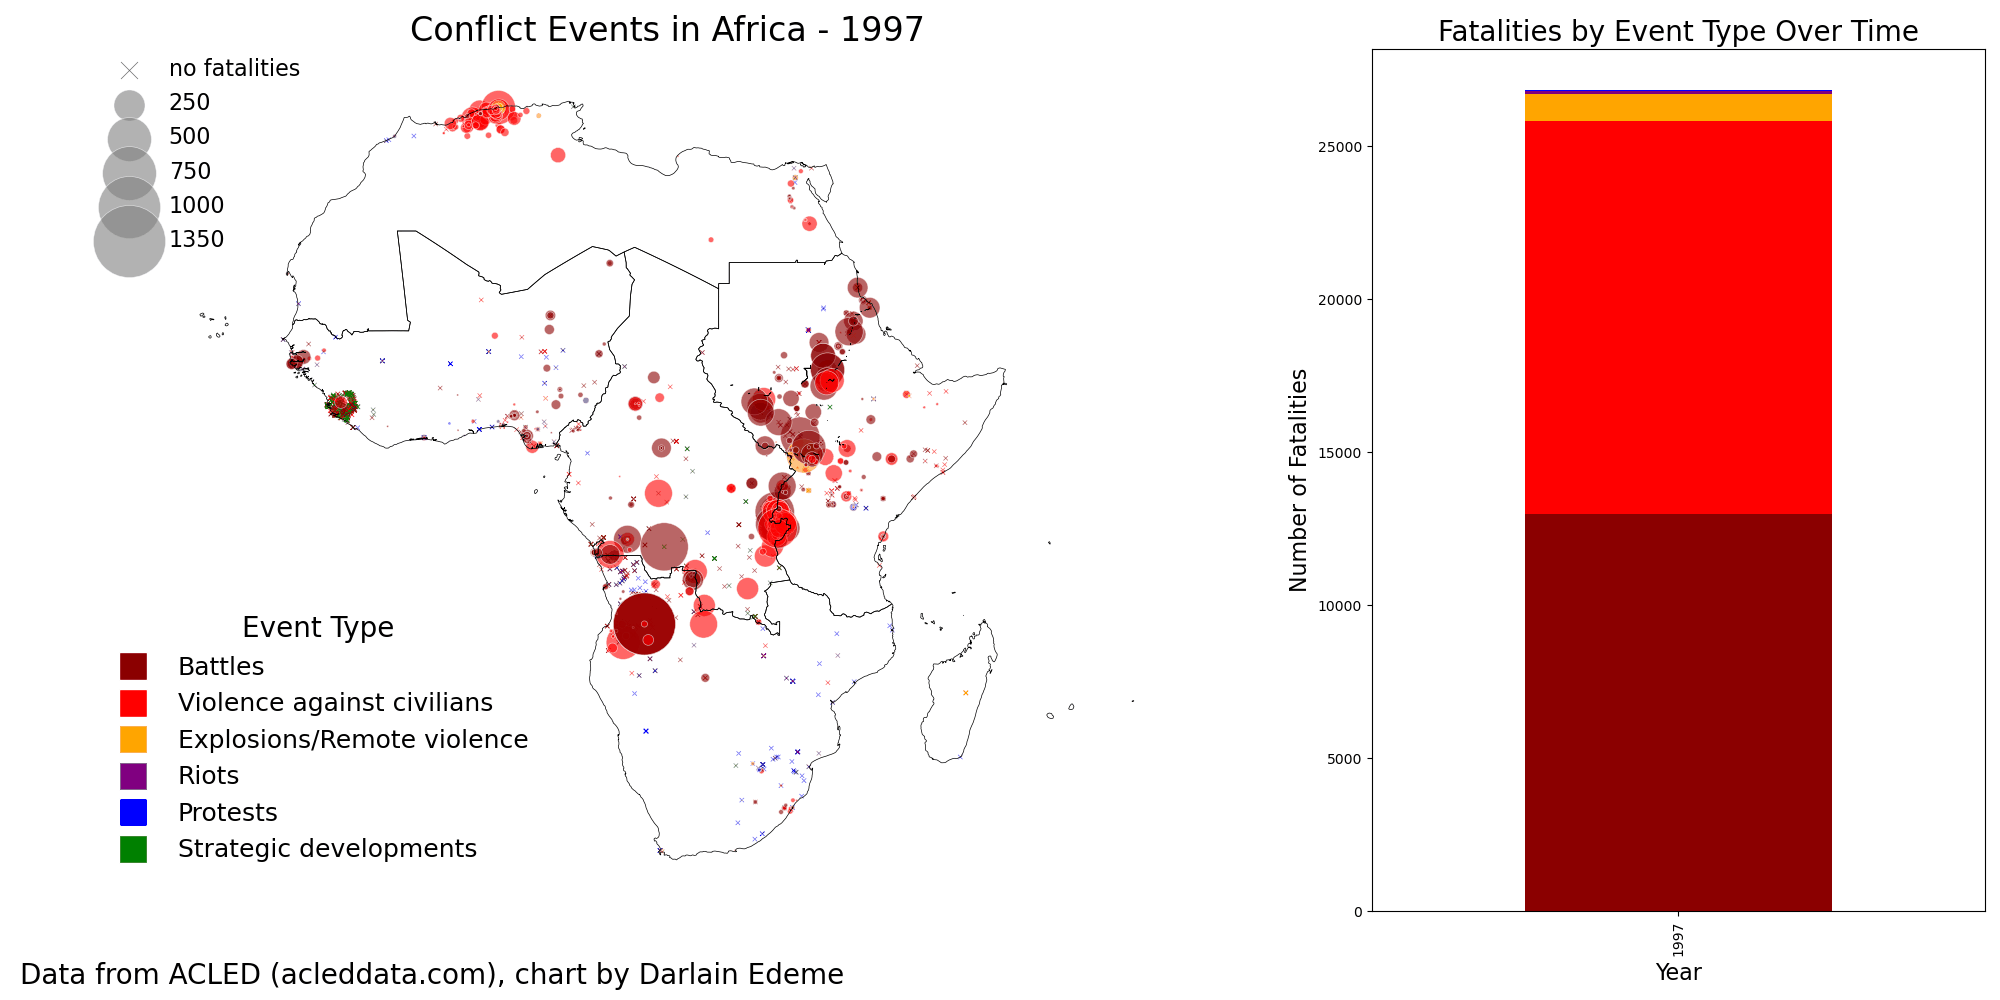 Conflict Events in Africa - 1997
no fatalities
250
500
750
1000
1350
Event Type
Battles
Violence against civilians
Explosions/Remote violence
Riots
Protests
Strategic developments
Fatalities by Event Type Over Time
Number of Fatalities
25000
20000
15000
10000
5000
0
1997
Year
Data from ACLED (acleddata.com), chart by Darlain Edeme